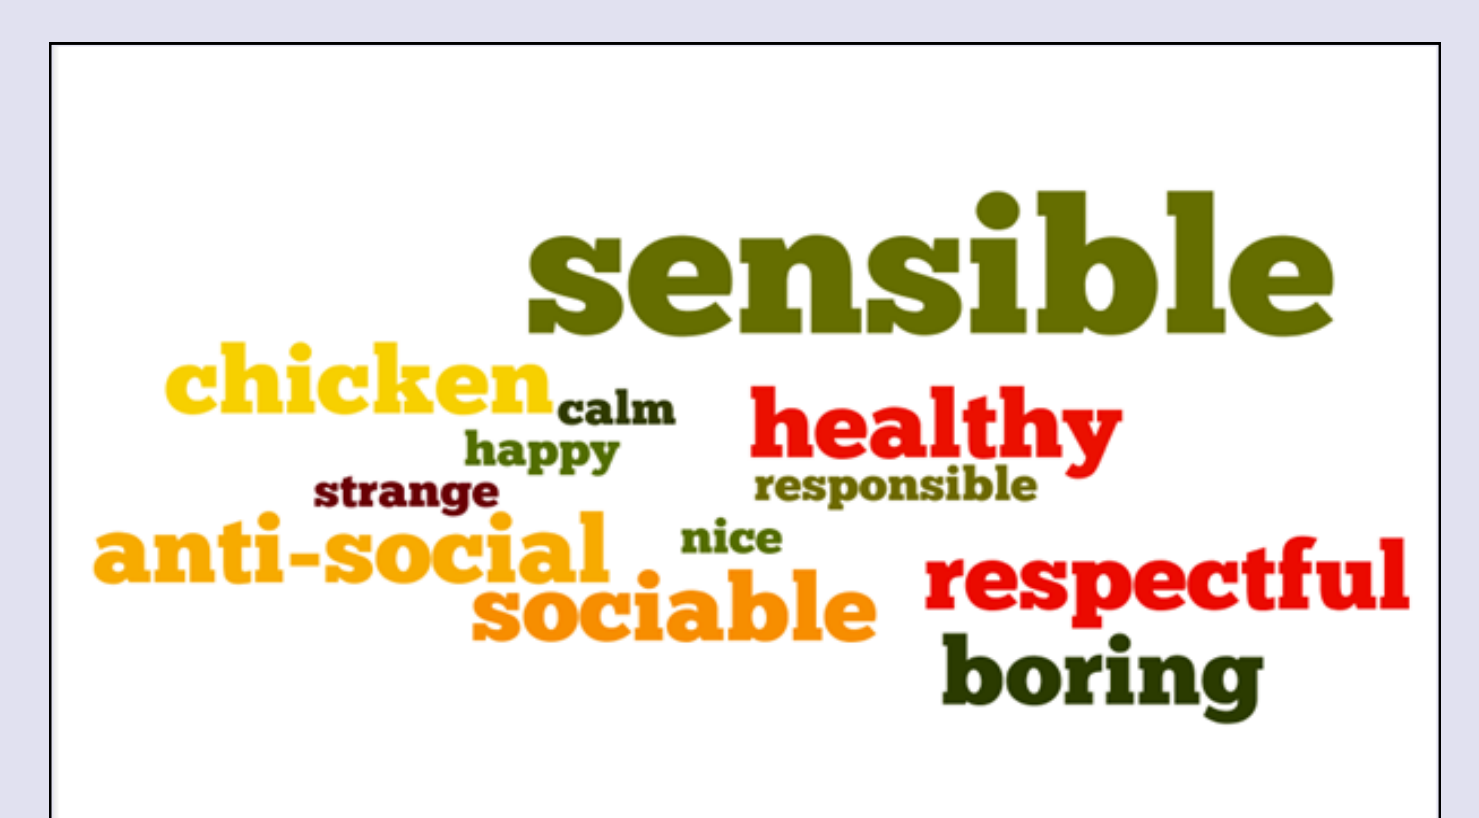 sensible
chicken
calm
healthy
happy
responsible
strange
nice
anti-social
respectful
sociable
boring